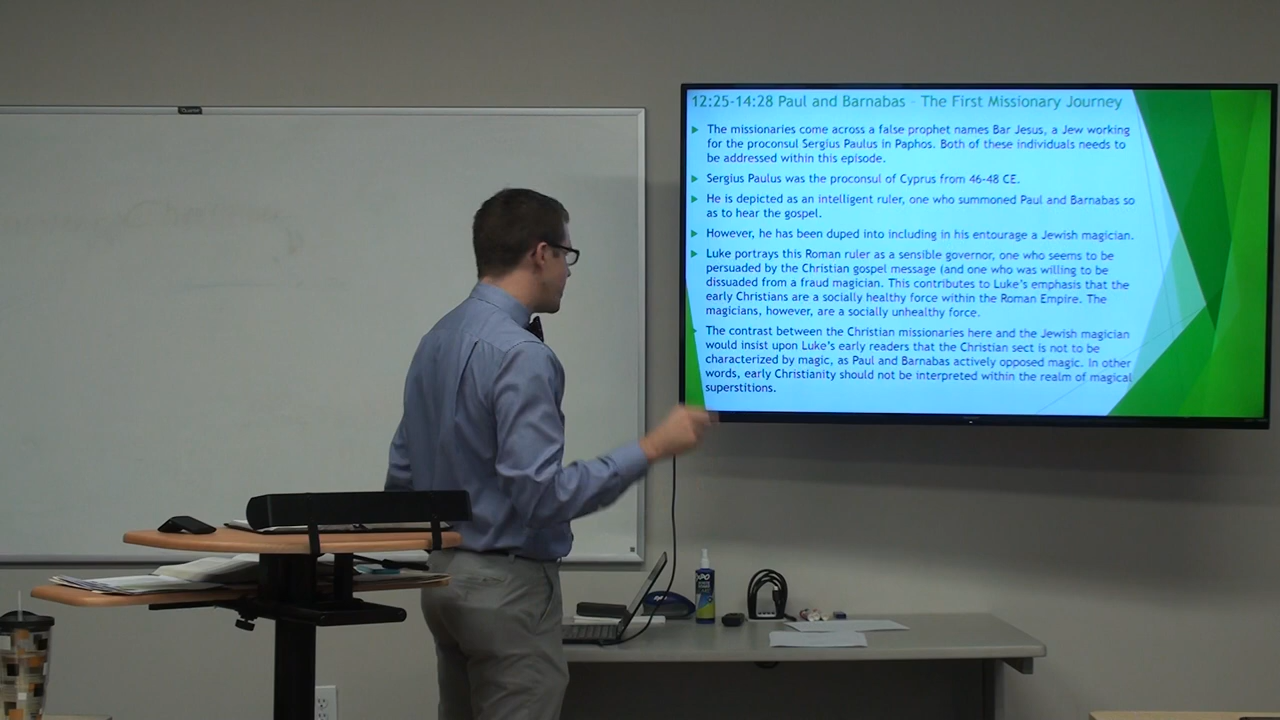 12:25-14:28 Paul and Barnabas – The First Missionary Journey
The missionaries come across a false prophet names Bar Jesus, a Jew working
for the proconsul Sergius Paulus in Paphos. Both of these individuals needs to
be addressed within this episode.
Sergius Paulus was the proconsul of Cyprus from 46-48 CE.
He is depicted as an intelligent ruler, one who summoned Paul and Barnabas so
as to hear the gospel.
However, he has been duped into including in his entourage a Jewish magician.
Luke portrays this Roman ruler as a sensible governor, one who seems to be
persuaded by the Christian gospel message (and one who was willing to be
dissuaded from a fraud magician. This contributes to Luke's emphasis that the
early Christians are a socially healthy force within the Roman Empire. The
magicians, however, are a socially unhealthy force.
The contrast between the Christian missionaries here and the Jewish magician
would insist upon Luke's early readers that the Christian sect is not to be
characterized by magic, as Paul and Barnabas actively opposed magic. In other
words, early Christianity should not be interpreted within the realm of magical
superstitions.
EXPO